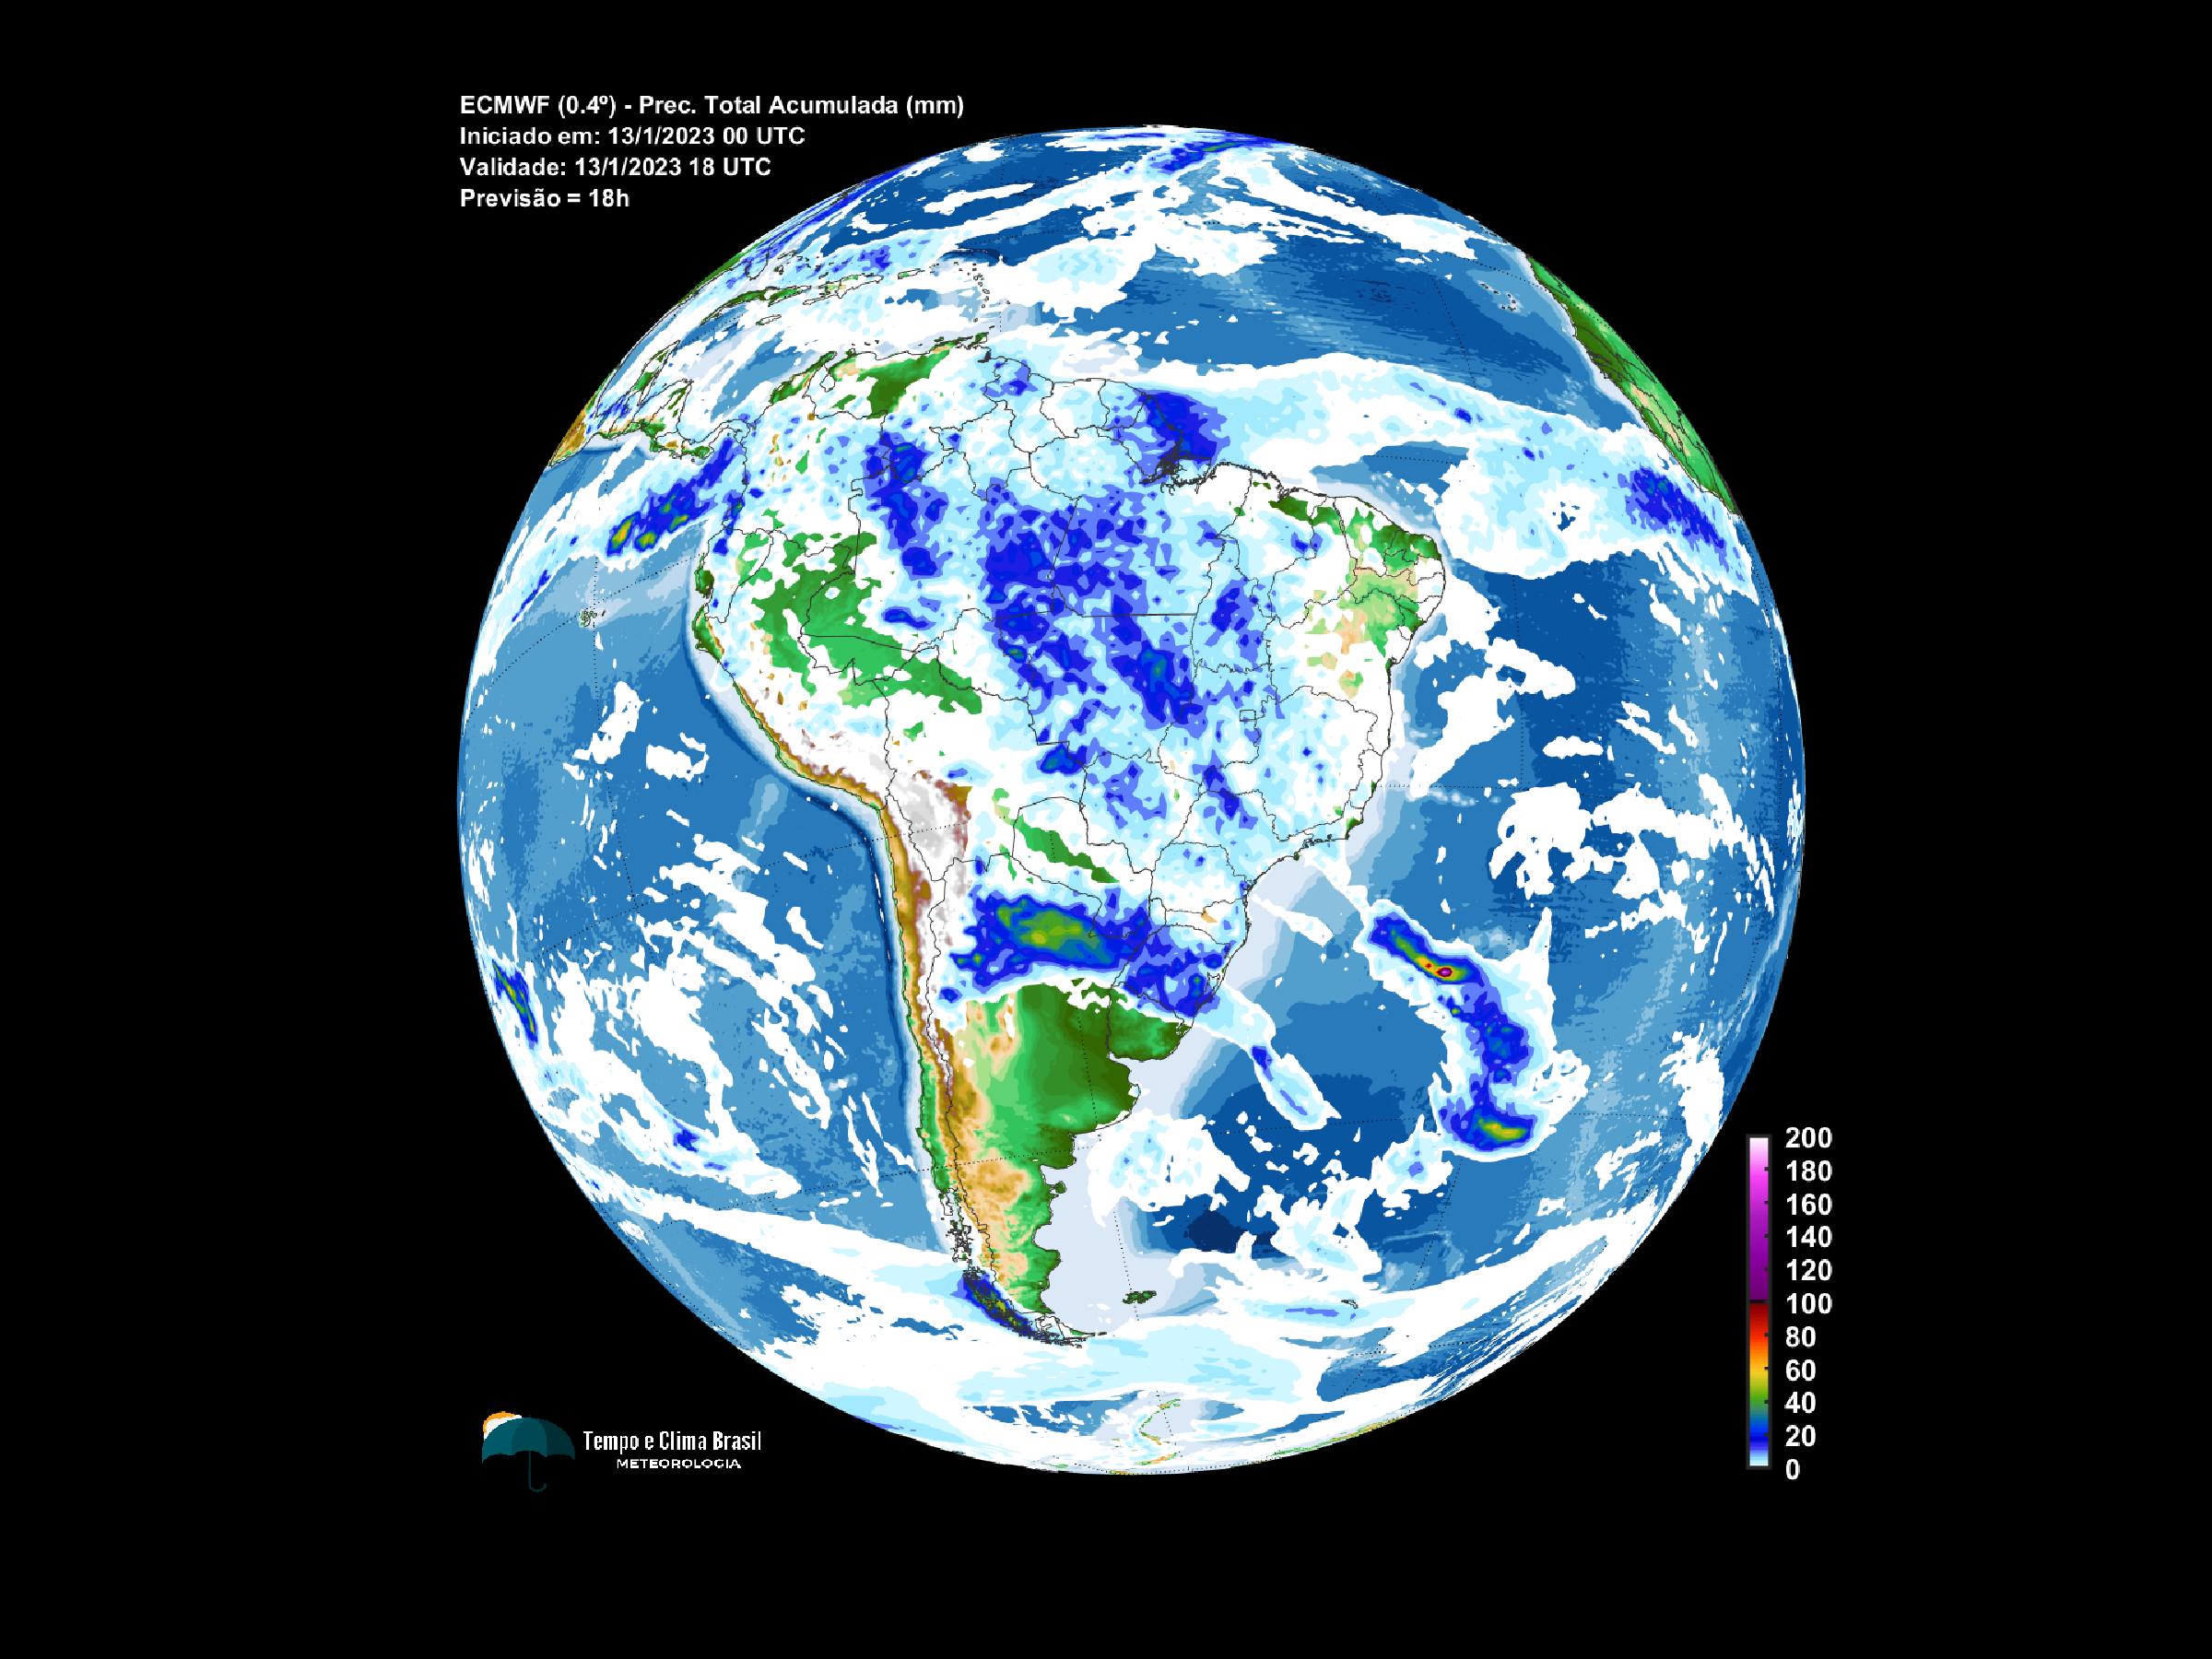 ECMWF (0.4º) - Prec. Total Acumulada (mm)
Iniciado em: 13/1/2023 00 UTC
Validade: 13/1/2023 18 UTC
Previsão = 18h
200
180
160
140
120
100
80
60
40
20
0
Tempo e Clima Brasil
METEOROLOGIA